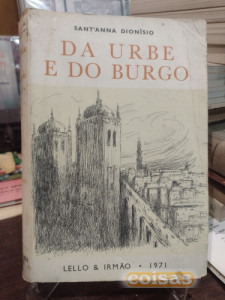 SANT'ANNA DIONÍSIO
DA URBE
E DO BURGO
LELLO & IRMÃO • 1971
coisas